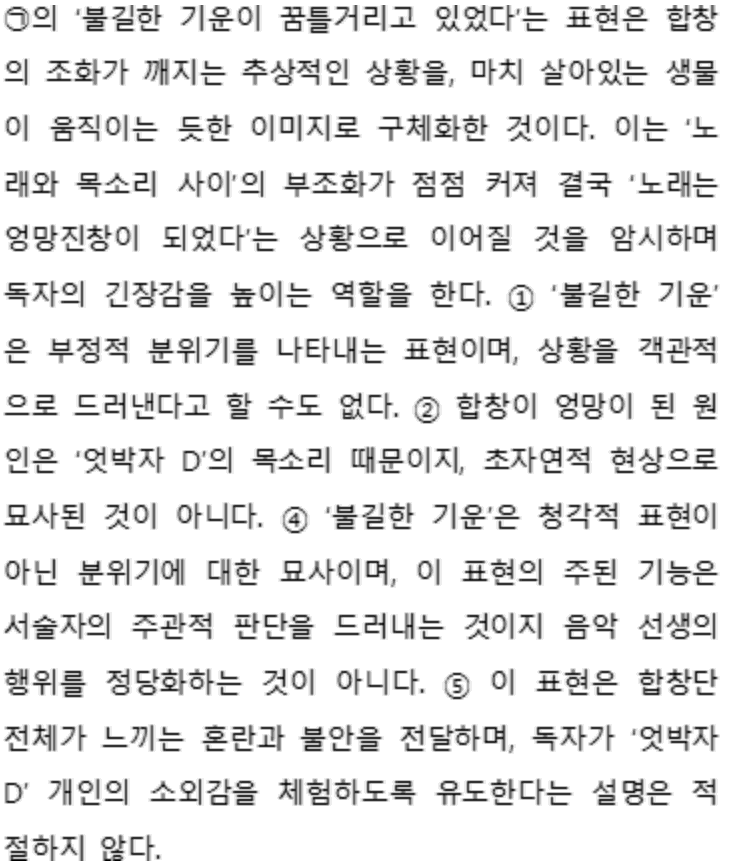 ㉠의 ‘불길한 기운이 꿈틀거리고 있었다’는 표현은 합창
의 조화가 깨지는 추상적인 상황을, 마치 살아있는 생물
이 움직이는 듯한 이미지로 구체화한 것이다. 이는 ‘노
래와 목소리 사이’의 부조화가 점점 커져 결국 ‘노래는
엉망진창이 되었다’는 상황으로 이어질 것을 암시하며
독자의 긴장감을 높이는 역할을 한다. ① ‘불길한 기운’
은 부정적 분위기를 나타내는 표현이며, 상황을 객관적
으로 드러낸다고 할 수도 없다. ② 합창이 엉망이 된 원
인은 ‘엇박자 D’의 목소리 때문이지, 초자연적 현상으로
묘사된 것이 아니다. ④ ‘불길한 기운’은 청각적 표현이
아닌 분위기에 대한 묘사이며, 이 표현의 주된 기능은
서술자의 주관적 판단을 드러내는 것이지 음악 선생의
행위를 정당화하는 것이 아니다. ⑤ 이 표현은 합창단
전체가 느끼는 혼란과 불안을 전달하며, 독자가 ‘엇박자
D’ 개인의 소외감을 체험하도록 유도한다는 설명은 적
절하지 않다.